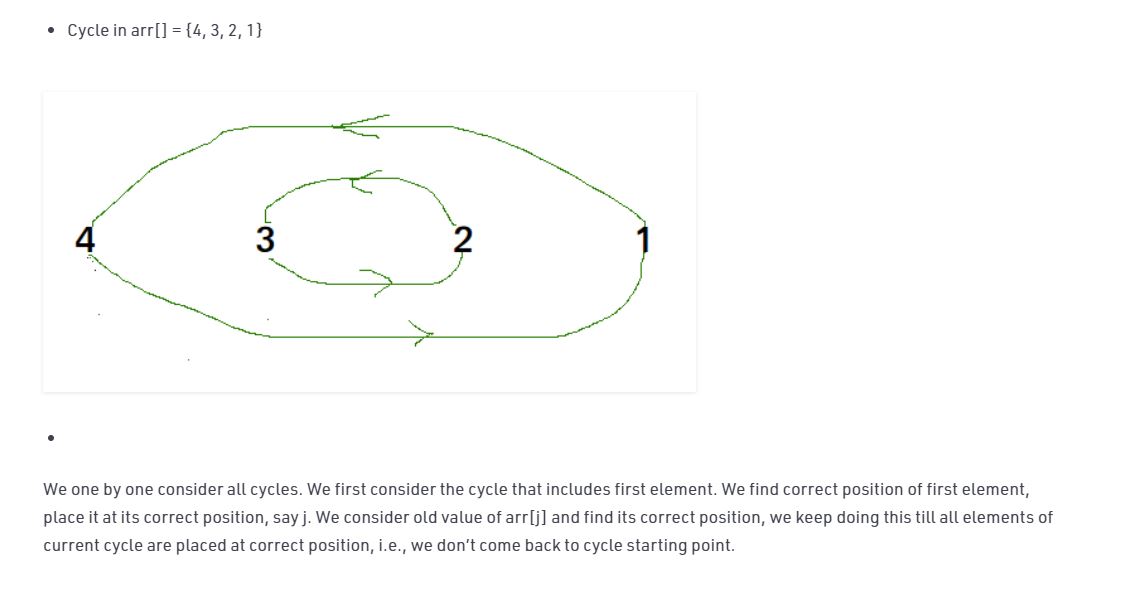 • Cycle in arr[] = {4, 3, 2, 1}
4 3 2 1
•
We one by one consider all cycles. We first consider the cycle that includes first element. We find correct position of first element,
place it at its correct position, say j. We consider old value of arr[j] and find its correct position, we keep doing this till all elements of
current cycle are placed at correct position, i.e., we don’t come back to cycle starting point.